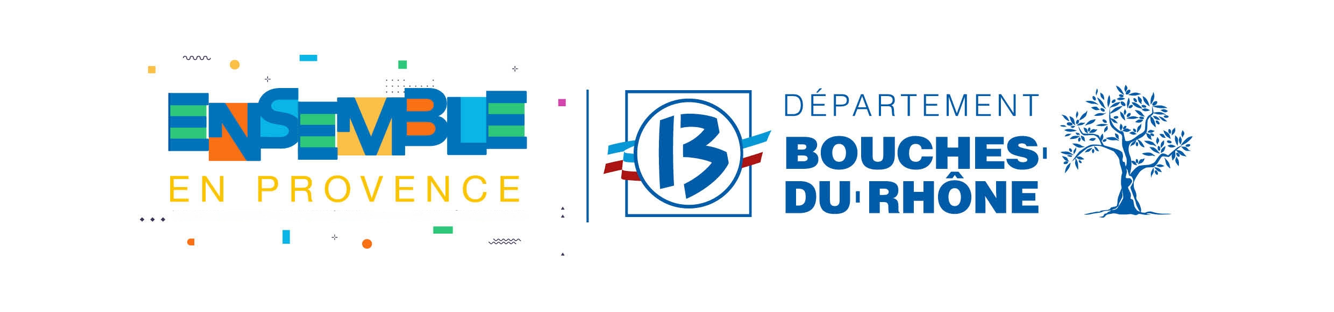 ENSEMBLE
EN PROVENCE
13
DÉPARTEMENT
BOUCHES-
DU-RHÔNE